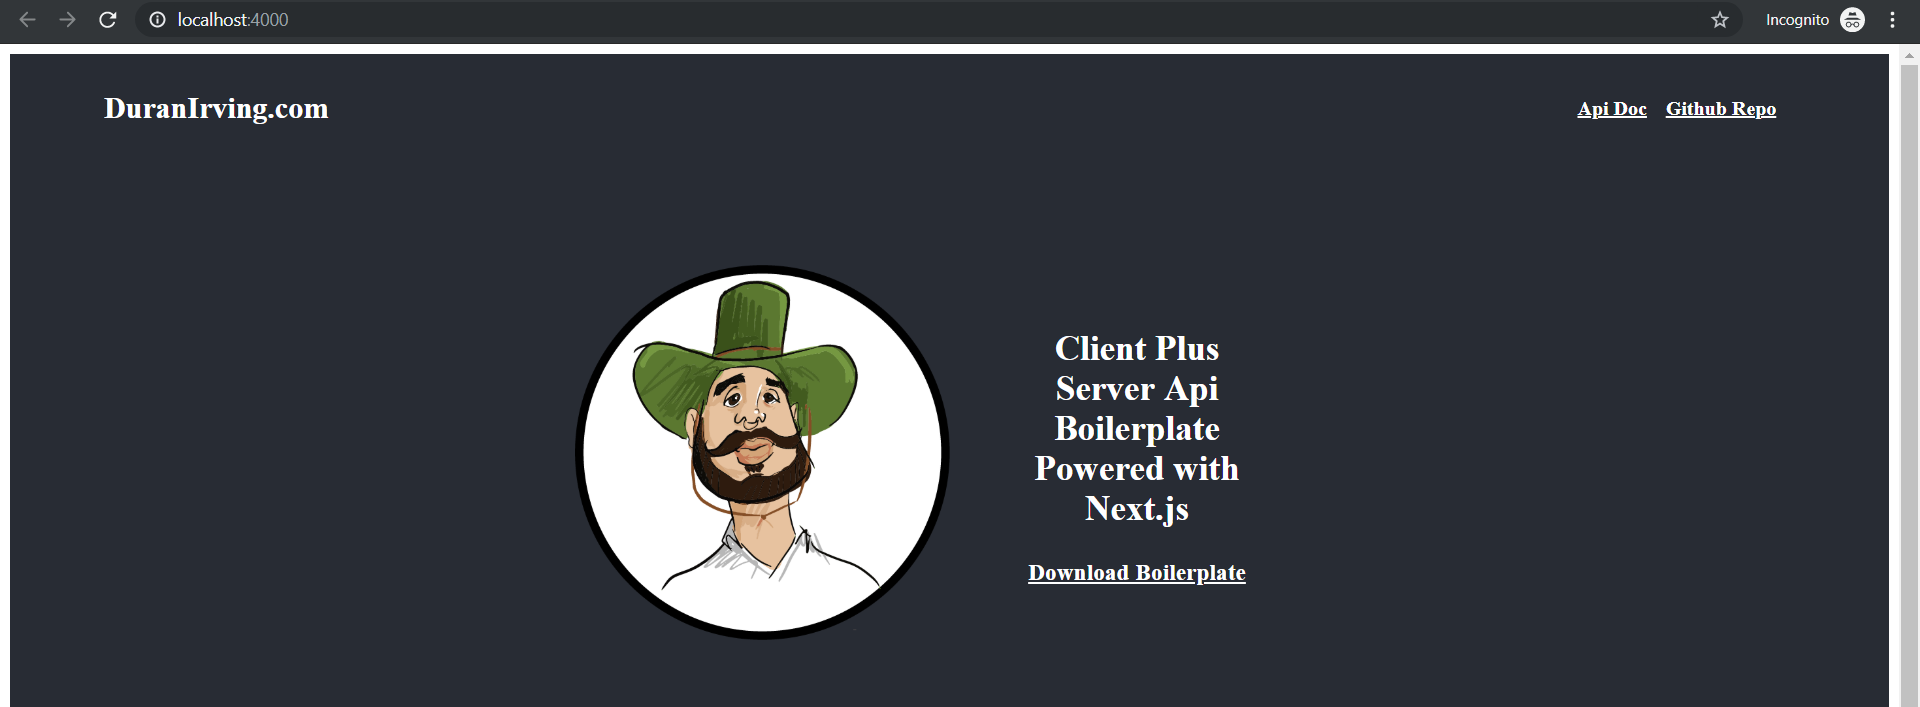 localhost:4000
Incognito
DuranIrving.com
Api Doc Github Repo
Client Plus
Server Api
Boilerplate
Powered with
Next.js
Download Boilerplate